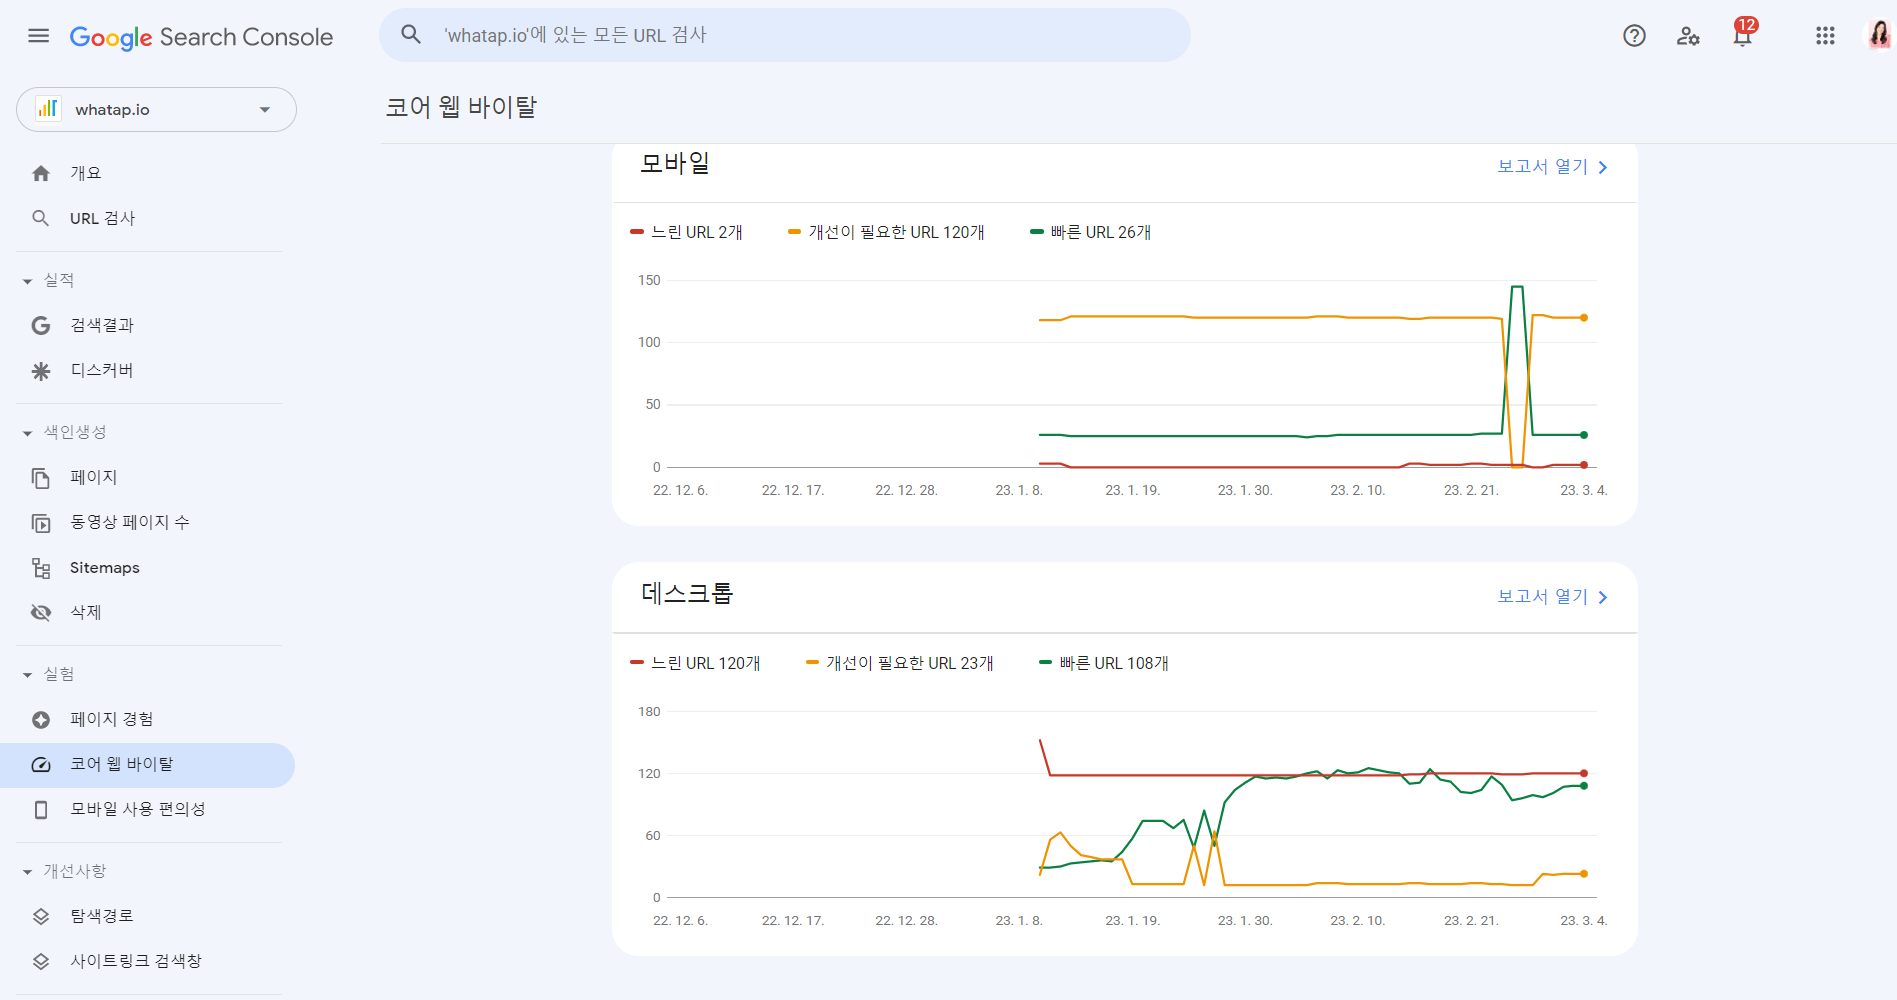 Google Search Console
'whatap.io'에 있는 모든 URL 검사
12
whatap.io
코어 웹 바이탈
개요
URL 검사
실적
검색결과
디스커버
색인생성
페이지
동영상 페이지 수
Sitemaps
삭제
실험
페이지 경험
코어 웹 바이탈
모바일 사용 편의성
개선사항
탐색경로
사이트링크 검색창
모바일
보고서 열기
느린 URL 2개 개선이 필요한 URL 120개 빠른 URL 26개
150
100
50
0
22. 12. 6. 22. 12. 17. 22. 12. 28. 23. 1. 8. 23. 1. 19. 23. 1. 30. 23. 2. 10. 23. 2. 21. 23. 3. 4.
데스크톱
보고서 열기
느린 URL 120개 개선이 필요한 URL 23개 빠른 URL 108개
180
120
60
0
22. 12. 6. 22. 12. 17. 22. 12. 28. 23. 1. 8. 23. 1. 19. 23. 1. 30. 23. 2. 10. 23. 2. 21. 23. 3. 4.